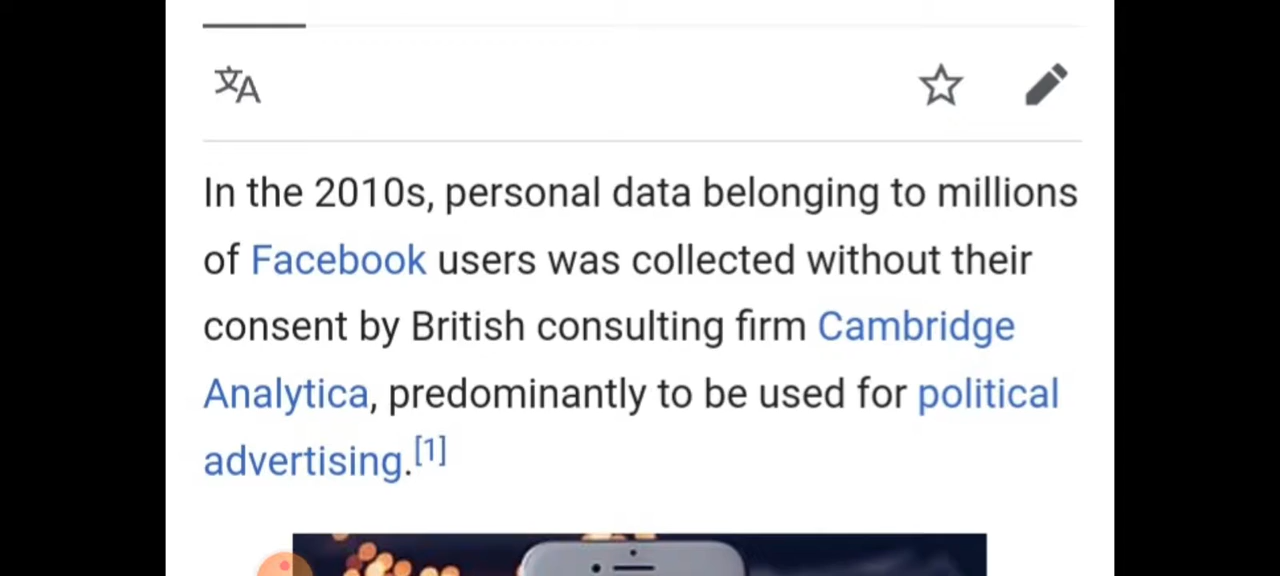 In the 2010s, personal data belonging to millions
of Facebook users was collected without their
consent by British consulting firm Cambridge
Analytica, predominantly to be used for political
advertising.[1]